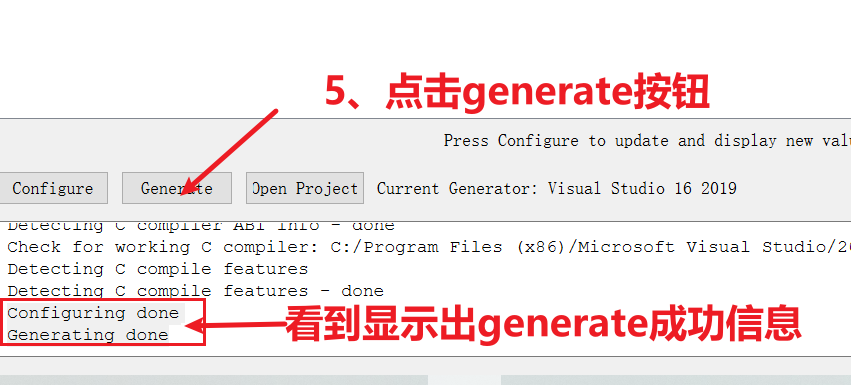 5、点击generate按钮
Press Configure to update and display new
Configure Generate Open Project Current Generator: Visual Studio 16 2019
Detecting C compiler ABI info - done
Check for working C compiler: C:/Program Files (x86)/Microsoft Visual Studio/20
Detecting C compile features
Detecting C compile features - done
Configuring done
Generating done
看到显示出generate成功信息